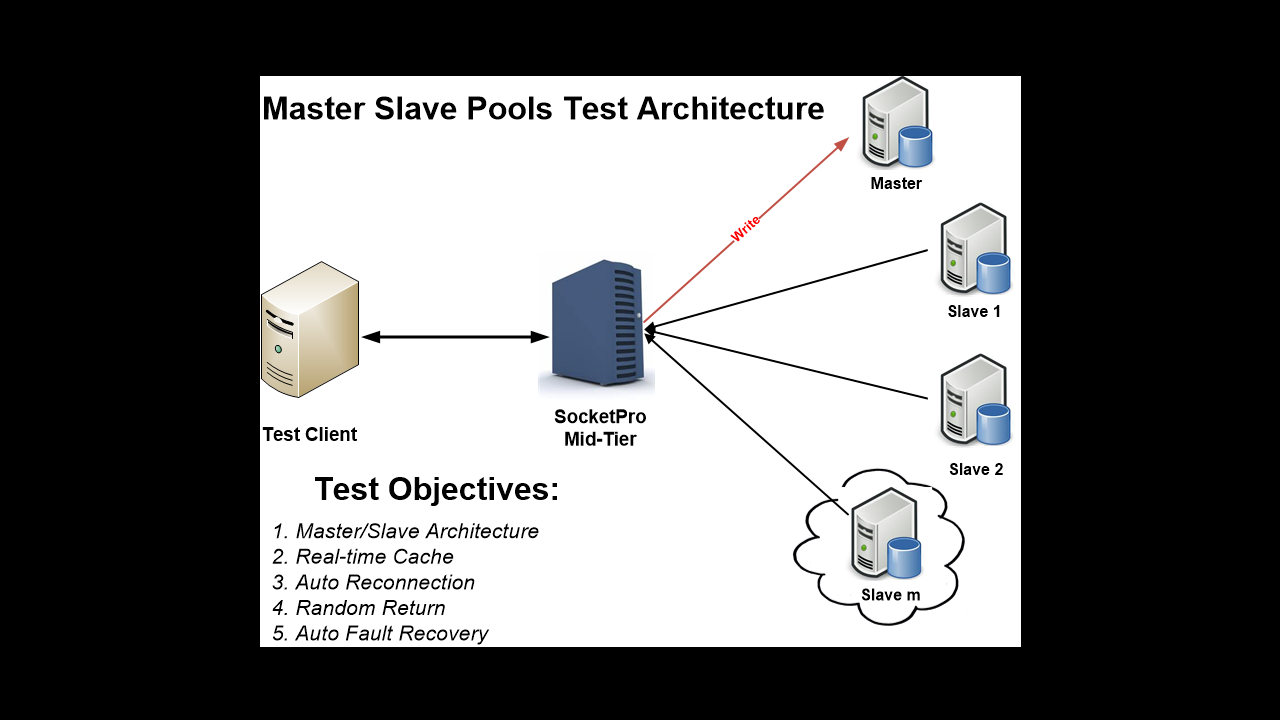 Master Slave Pools Test Architecture
Master
Write
Slave 1
Test Client
SocketPro
Mid-Tier
Slave 2
Test Objectives:
1. Master/Slave Architecture
2. Real-time Cache
3. Auto Reconnection
4. Random Return
5. Auto Fault Recovery
Slave m